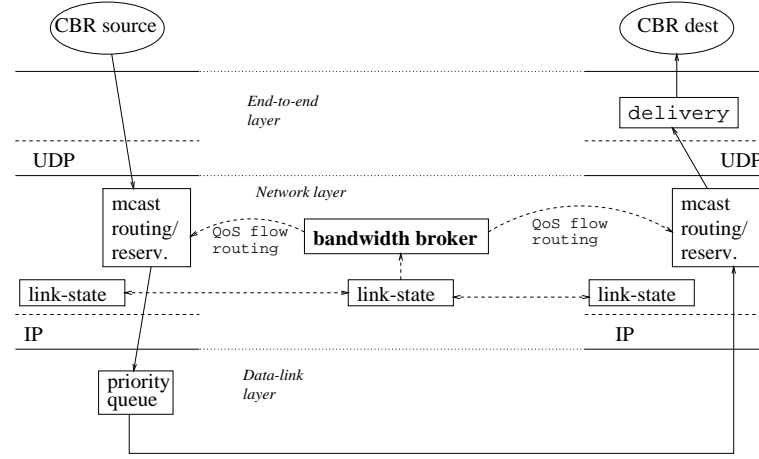 CBR source
CBR dest
End-to-end
layer
delivery
UDP
UDP
Network layer
mcast
routing/
reserv.
QoS flow
routing
bandwidth broker
QoS flow
routing
mcast
routing/
reserv.
link-state
link-state
link-state
IP
IP
priority
queue
Data-link
layer